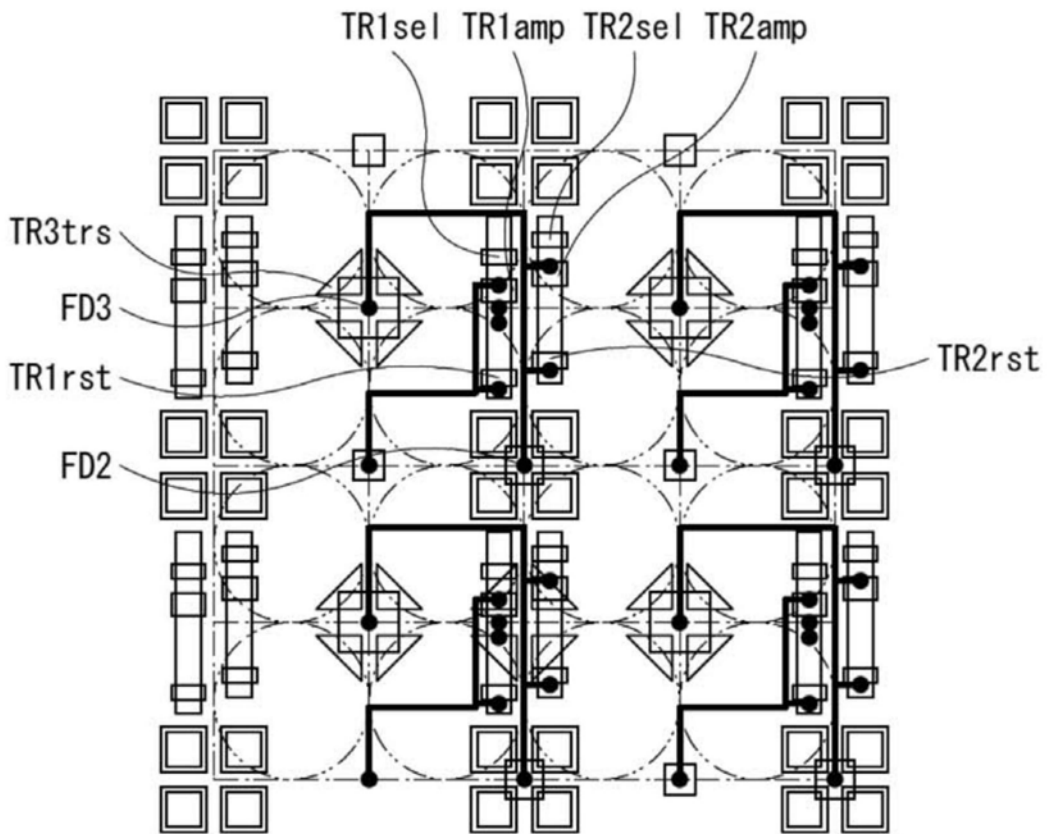 TR1sel TR1amp TR2sel TR2amp
TR3trs
FD3
TR1rst
TR2rst
FD2